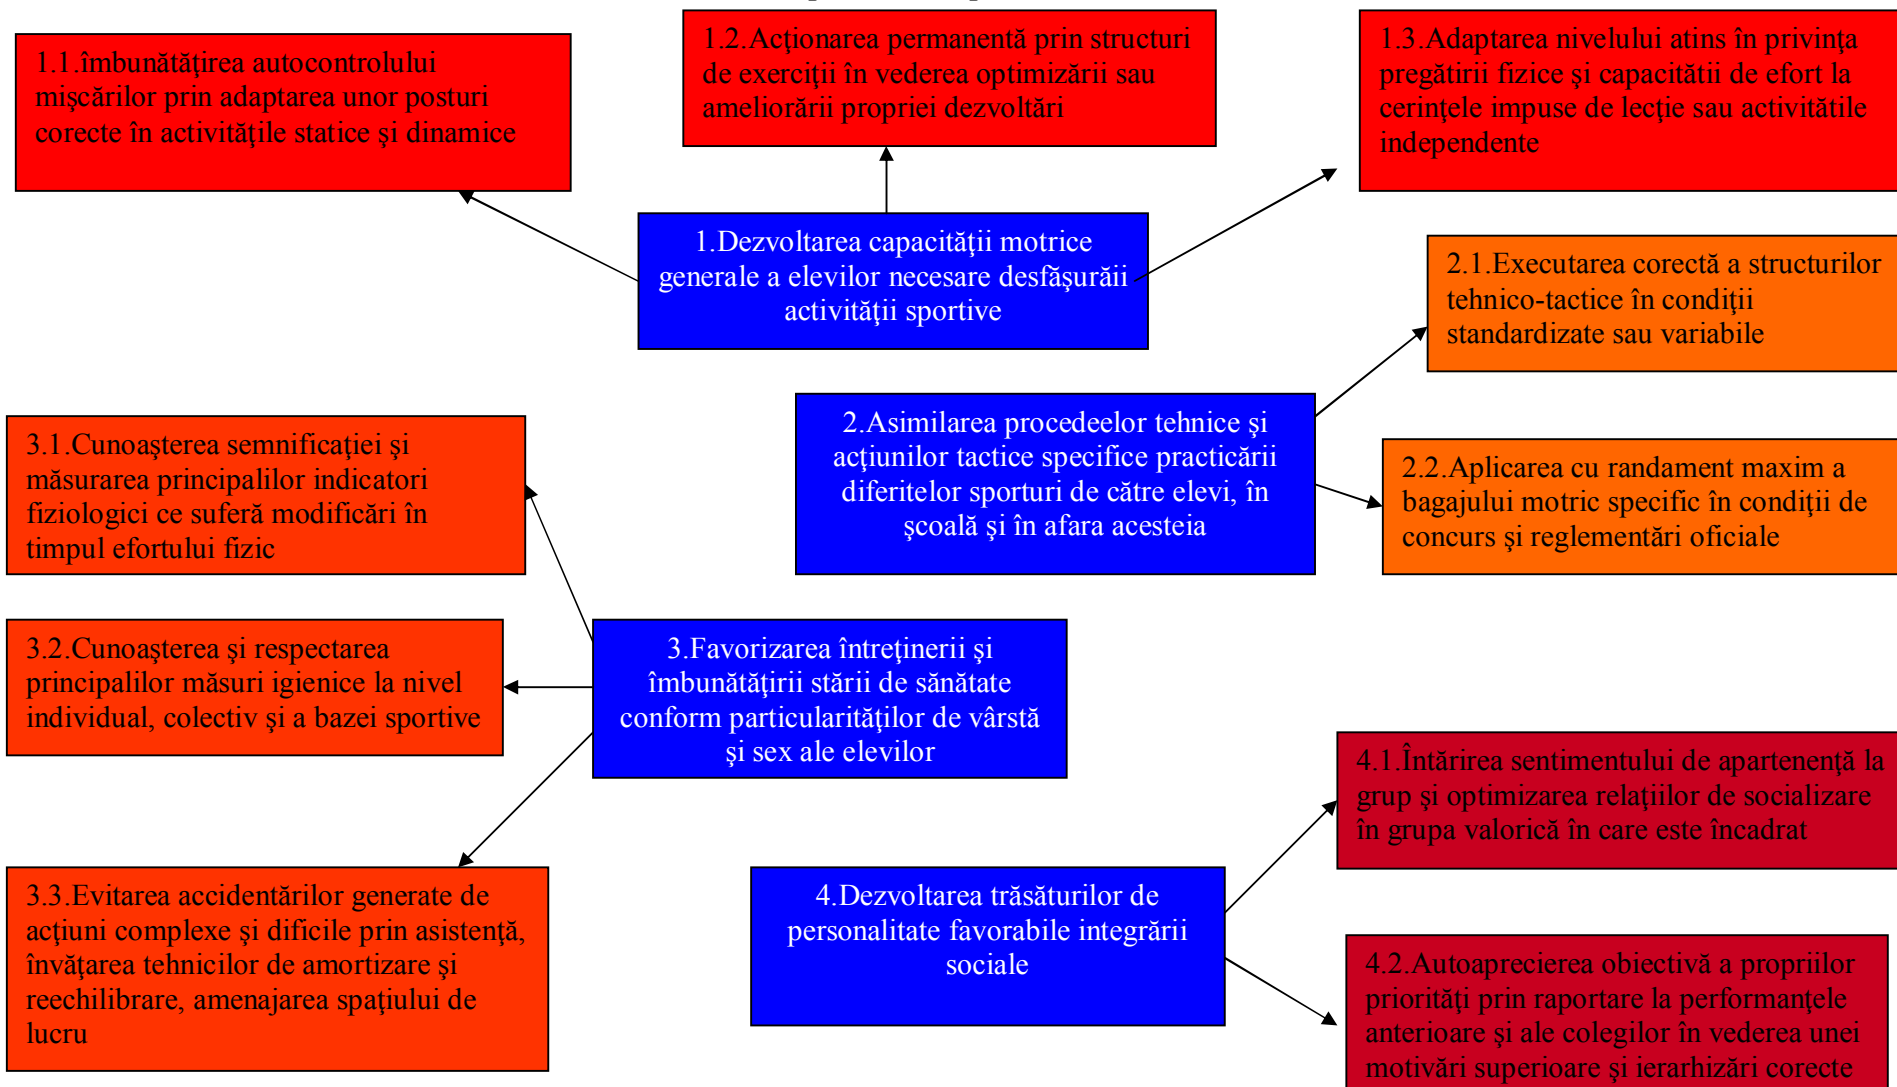 1.1.îmbunătăţirea autocontrolului
mişcărilor prin adaptarea unor posturi
corecte în activităţile statice şi dinamice
1.2.Acţionarea permanentă prin structuri
de exerciţii în vederea optimizării sau
ameliorării propriei dezvoltări
1.3.Adaptarea nivelului atins în privinţa
pregătirii fizice şi capacitătii de efort la
cerinţele impuse de lecţie sau activitătile
independente
1.Dezvoltarea capacităţii motrice
generale a elevilor necesare desfăşurăii
activităţii sportive
2.1.Executarea corectă a structurilor
tehnico-tactice în condiţii
standardizate sau variabile
2.Asimilarea procedeelor tehnice şi
acţiunilor tactice specifice practicării
diferitelor sporturi de către elevi, în
şcoală şi în afara acesteia
2.2.Aplicarea cu randament maxim a
bagajului motric specific în condiţii de
concurs şi reglementări oficiale
3.1.Cunoaşterea semnificaţiei şi
măsurarea principalilor indicatori
fiziologici ce suferă modificări în
timpul efortului fizic
3.2.Cunoaşterea şi respectarea
principalilor măsuri igienice la nivel
individual, colectiv şi a bazei sportive
3.Favorizarea întreţinerii şi
îmbunătăţirii stării de sănătate
conform particularităţilor de vârstă
şi sex ale elevilor
3.3.Evitarea accidentărilor generate de
acţiuni complexe şi dificile prin asistenţă,
învăţarea tehnicilor de amortizare şi
reechilibrare, amenajarea spaţiului de
lucru
4.Dezvoltarea trăsăturilor de
personalitate favorabile integrării
sociale
4.1.Întărirea sentimentului de apartenenţă la
grup şi optimizarea relaţiilor de socializare
în grupa valorică în care este încadrat
4.2.Autoaprecierea obiectivă a propriilor
priorităţi prin raportare la performanţele
anterioare şi ale colegilor în vederea unei
motivări superioare şi ierarhizări corecte